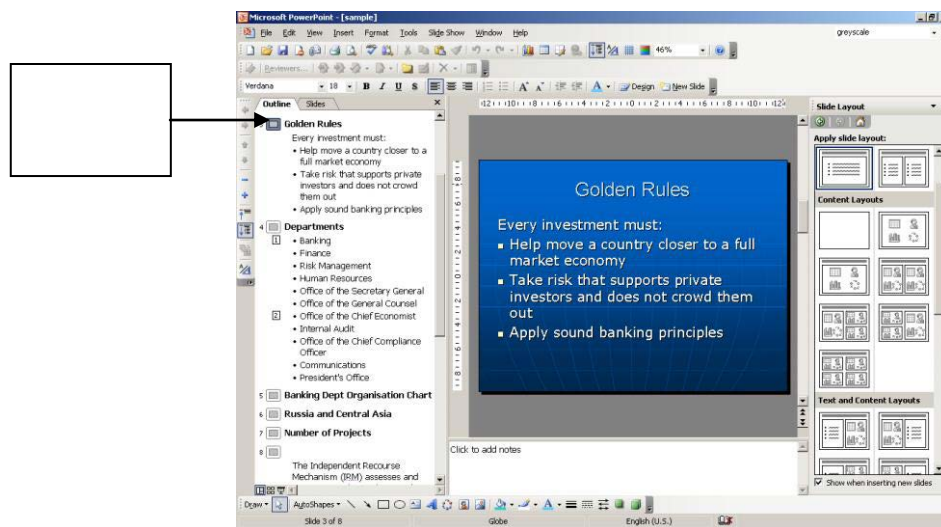 Microsoft PowerPoint - [sample]
File Edit View Insert Format Tools Slide Show Window Help
greyscale
46%
Reviewers...
Verdana 18 B I U S Design New Slide
Outline Slides
Golden Rules
Every investment must:
• Help move a country closer to a
full market economy
• Take risk that supports private
investors and does not crowd
them out
• Apply sound banking principles
4 Departments
1 • Banking
• Finance
• Risk Management
• Human Resources
• Office of the Secretary General
• Office of the General Counsel
2 • Office of the Chief Economist
• Internal Audit
• Office of the Chief Compliance
Officer
• Communications
• President's Office
5 Banking Dept Organisation Chart
6 Russia and Central Asia
7 Number of Projects
8
The Independent Recourse
Mechanism (IRM) assesses and
Golden Rules
Every investment must:
Help move a country closer to a full
market economy
Take risk that supports private
investors and does not crowd them
out
Apply sound banking principles
Click to add notes
Slide Layout
Apply slide layout:
Content Layouts
Text and Content Layouts
Show when inserting new slides
Draw AutoShapes
Slide 3 of 8 Globe English (U.S.)